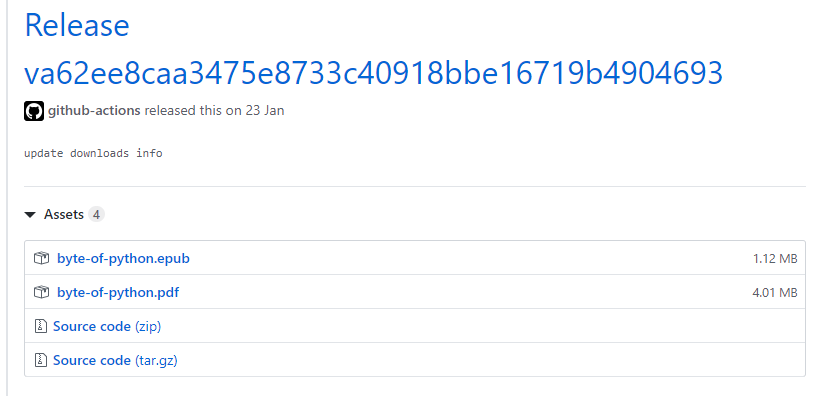 Release
va62ee8caa3475e8733c40918bbe16719b4904693
github-actions released this on 23 Jan
update downloads info
Assets 4
byte-of-python.epub 1.12 MB
byte-of-python.pdf 4.01 MB
Source code (zip)
Source code (tar.gz)